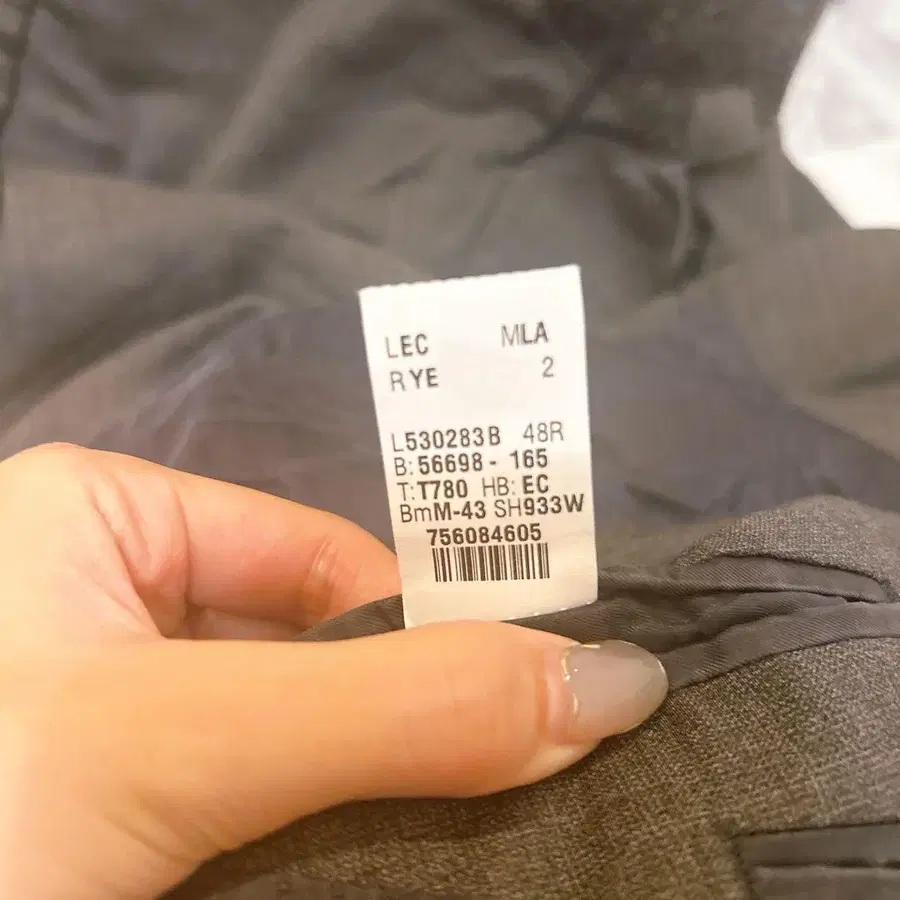 LEC MLA
RYE 2
L530283B 48R
B: 56698 - 165
T: T780 HB: EC
BmM-43 SH933W
756084605